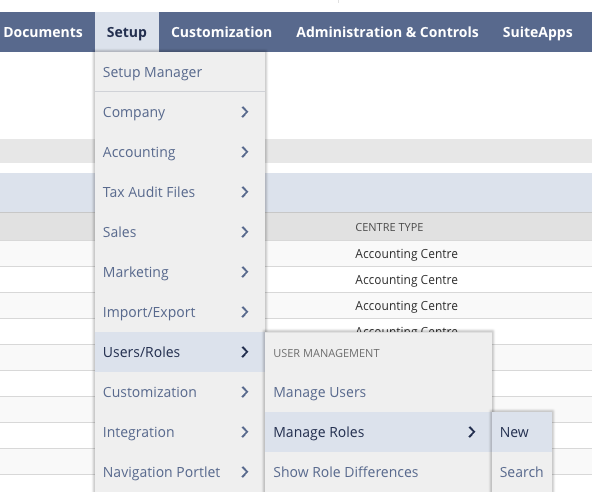 Documents Setup Customization Administration & Controls SuiteApps
Setup Manager
Company
Accounting
Tax Audit Files
Sales
Marketing
Import/Export
Users/Roles
Customization
Integration
Navigation Portlet
CENTRE TYPE
Accounting Centre
Accounting Centre
Accounting Centre
Accounting Centre
USER MANAGEMENT
Manage Users
Manage Roles
Show Role Differences
New
Search